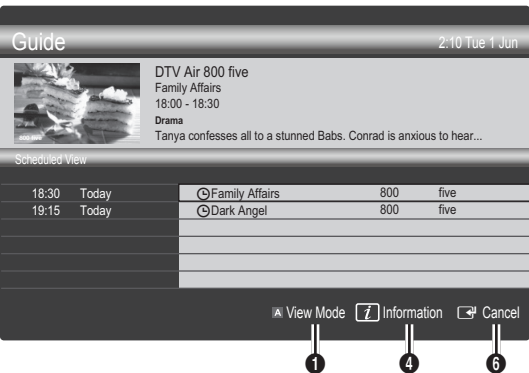 Guide 2:10 Tue 1 Jun
DTV Air 800 five
Family Affairs
18:00 - 18:30
Drama
Tanya confesses all to a stunned Babs. Conrad is anxious to hear...
800 five
Scheduled View
18:30 Today Family Affairs 800 five
19:15 Today Dark Angel 800 five
A View Mode i Information Cancel
1 4 6